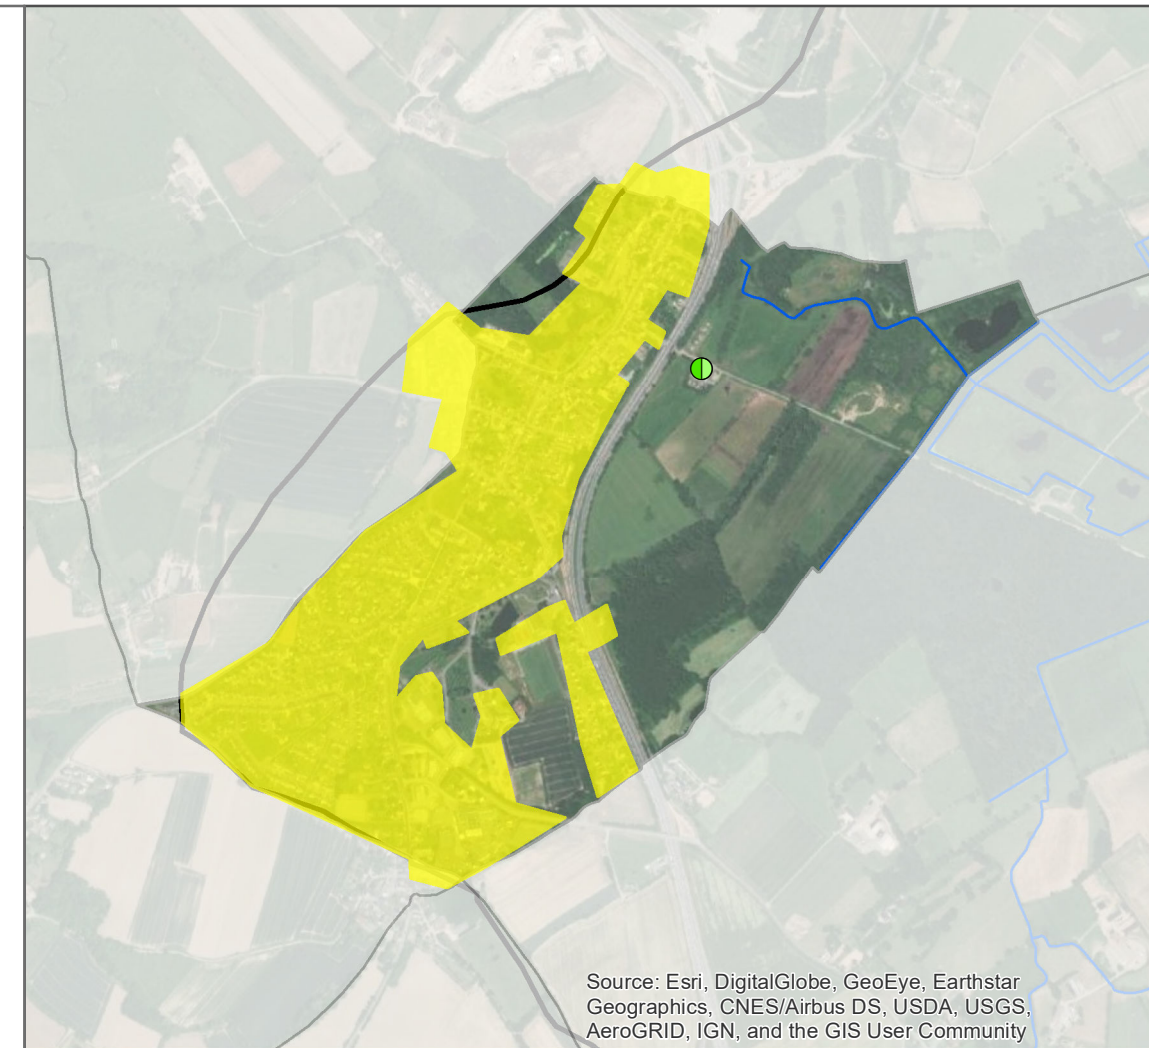 Source: Esri, DigitalGlobe, GeoEye, Earthstar
Geographics, CNES/Airbus DS, USDA, USGS,
AeroGRID, IGN, and the GIS User Community